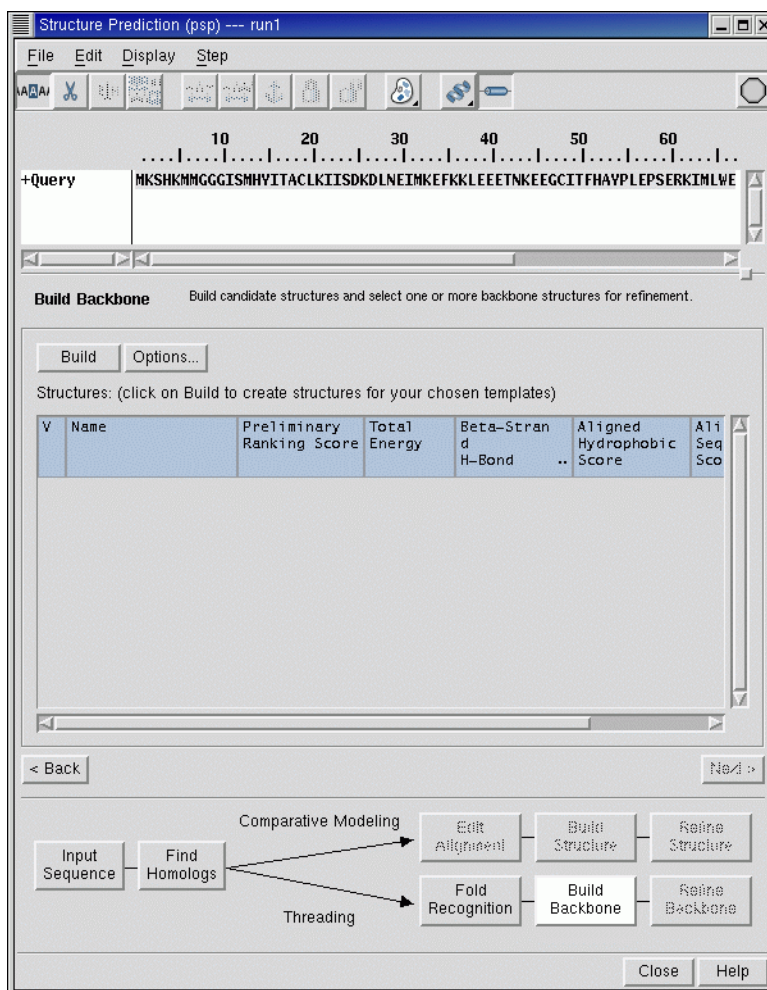 Structure Prediction (psp) --- run1
File Edit Display Step
10 20 30 40 50 60
+Query MKSHKMMGGGISMHYITACLKIISDKDLNEIMKEFKKLEEETNKEEGCITFHAYPLEPSERKIMLWE
Build Backbone Build candidate structures and select one or more backbone structures for refinement.
Build Options...
Structures: (click on Build to create structures for your chosen templates)
V Name Preliminary Total Beta-Stran Aligned Ali
Ranking Score Energy d Hydrophobic Seq
H-Bond .. Score Sco
< Back Next >
Comparative Modeling
Edit Build Refine
Alignment Structure Structure
Input Find
Sequence Homologs
Fold Build Refine
Recognition Backbone Backbone
Threading
Close Help